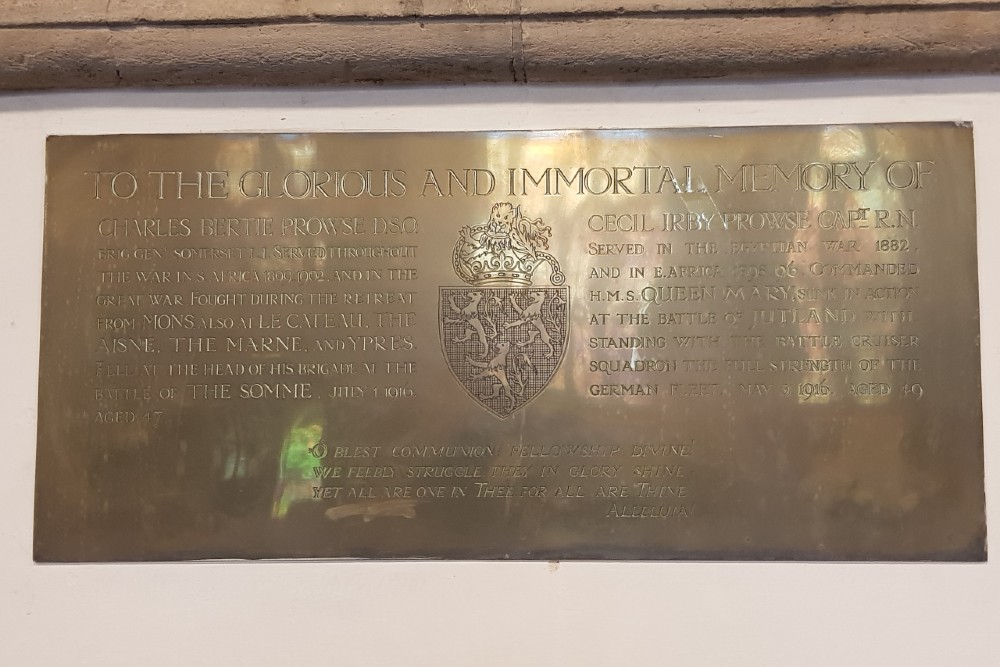 TO THE GLORIOUS AND IMMORTAL MEMORY OF
CHARLES BERTIE PROWSE D.S.O.
BRIG GEN. SOMERSET L.I. SERVED THROUGHOUT
THE WAR IN S. AFRICA 1899-1902. AND IN THE
GREAT WAR. FOUGHT DURING THE RETREAT
FROM MONS ALSO AT LE CATEAU, THE
AISNE, THE MARNE, AND YPRES.
FELL AT THE HEAD OF HIS BRIGADE AT THE
BATTLE OF THE SOMME, JULY 1 1916.
AGED 47
CECIL IRBY PROWSE CAPT R.N.
SERVED IN THE EGYPTIAN WAR 1882
AND IN E. AFRICA COMMANDED
H.M.S. QUEEN MARY, SUNK IN ACTION
AT THE BATTLE OF JUTLAND WITH-
STANDING WITH THE BATTLE CRUISER
SQUADRON THE FULL STRENGTH OF THE
GERMAN FLEET, MAY 1916. AGED 49
O BLEST COMMUNION FELLOWSHIP DIVINE
WE FEEBLY STRUGGLE THEY IN GLORY SHINE
YET ALL ARE ONE IN THEE FOR ALL ARE THINE
ALLELUIA